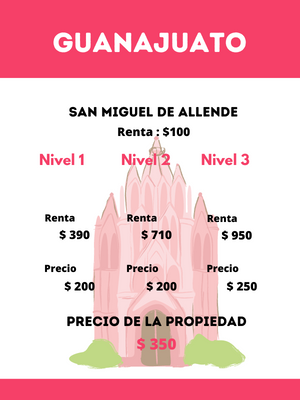 GUANAJUATO
SAN MIGUEL DE ALLENDE
Renta : $100
Nivel 1 Nivel 2 Nivel 3
Renta Renta Renta
$ 390 $ 710 $ 950
Precio Precio Precio
$ 200 $ 200 $ 250
PRECIO DE LA PROPIEDAD
$ 350